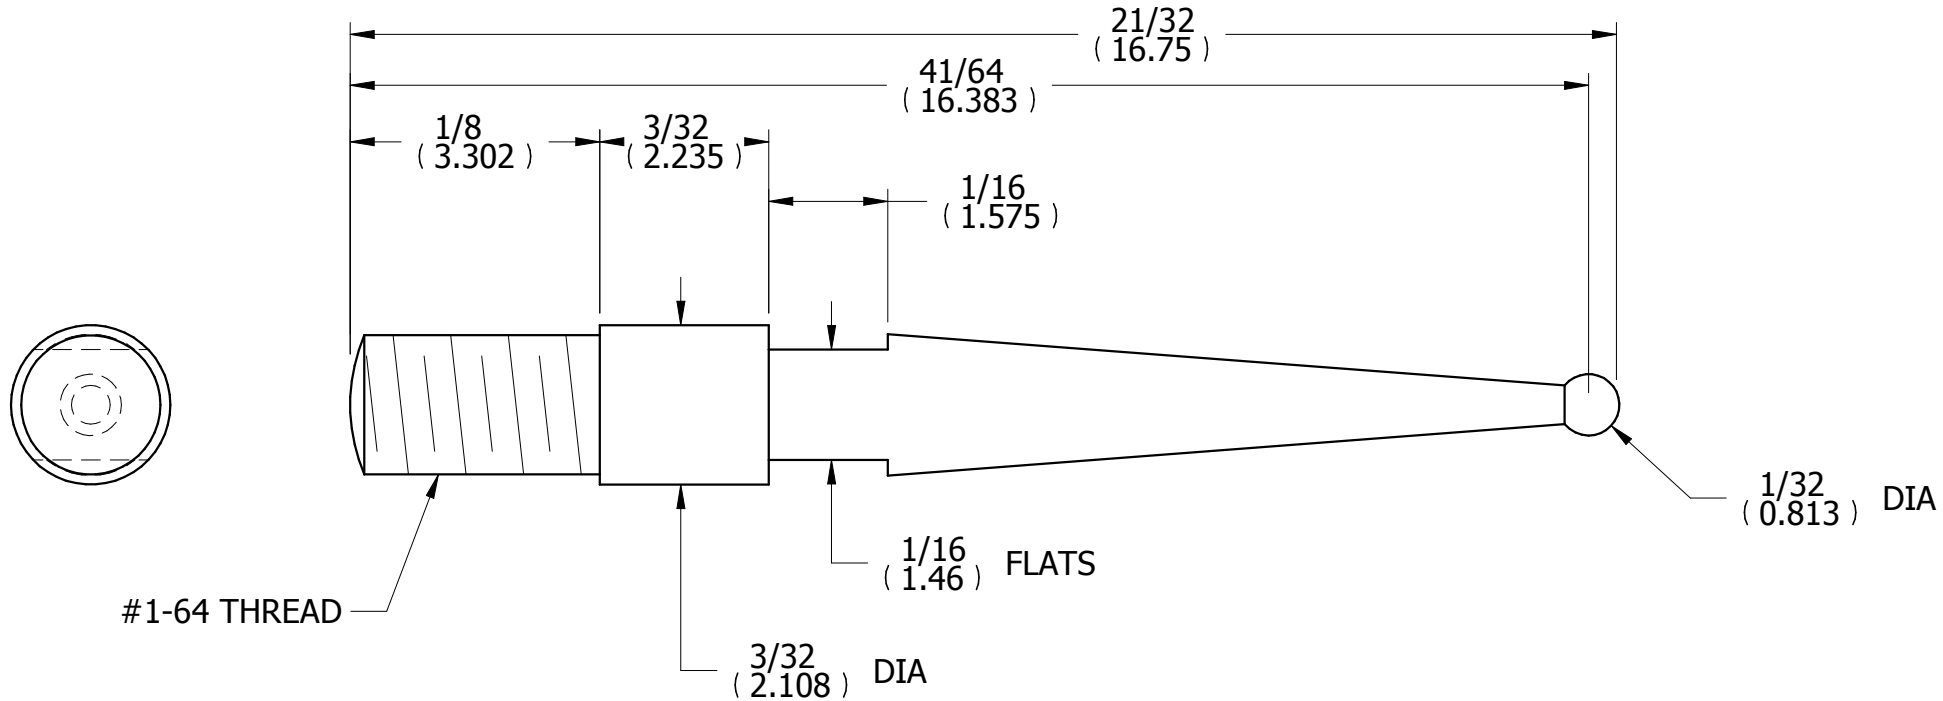 21/32
( 16.75 )
41/64
( 16.383 )
1/8
( 3.302 )
3/32
( 2.235 )
1/16
( 1.575 )
1/32
( 0.813 ) DIA
1/16
( 1.46 ) FLATS
#1-64 THREAD
3/32
( 2.108 ) DIA